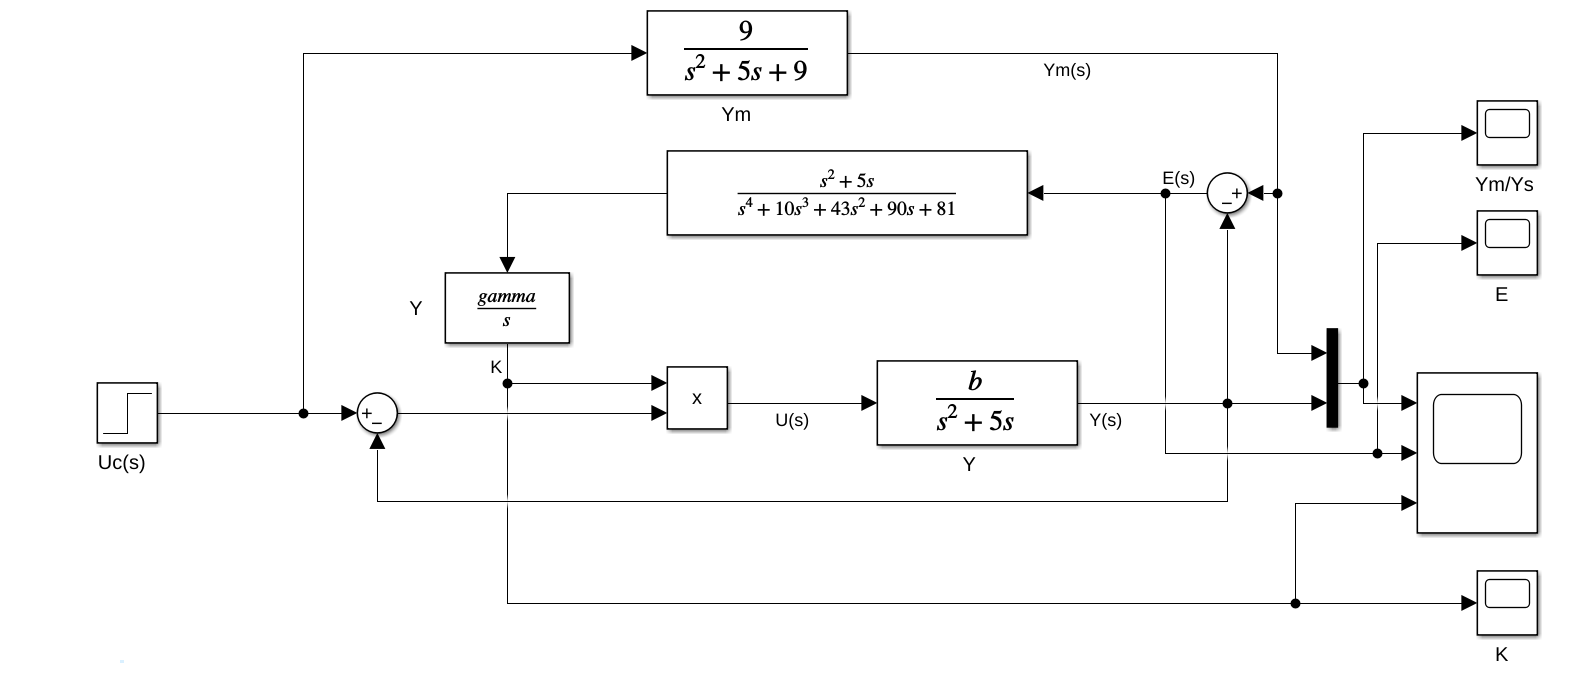 9
s² + 5s + 9
Ym(s)
Ym
s² + 5s
s⁴ + 10s³ + 43s² + 90s + 81
E(s)
+
−
Ym/Ys
E
Y
gamma
s
K
x
U(s)
b
s² + 5s
Y(s)
Y
+
−
Uc(s)
K